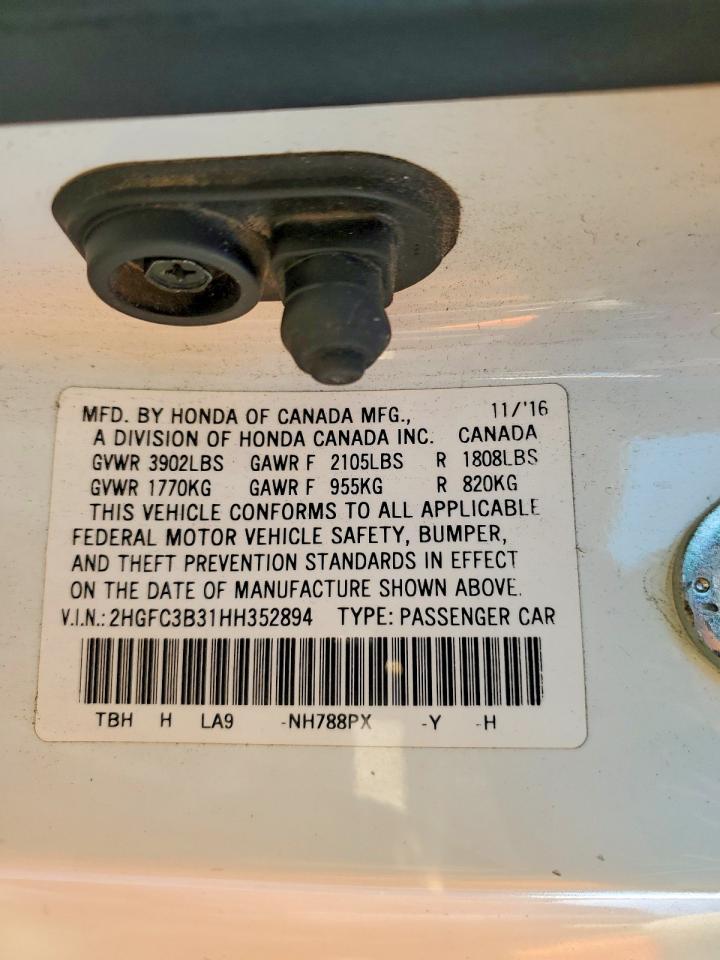 MFD. BY HONDA OF CANADA MFG., 11/'16
A DIVISION OF HONDA CANADA INC. CANADA
GVWR 3902LBS GAWR F 2105LBS R 1808LBS
GVWR 1770KG GAWR F 955KG R 820KG
THIS VEHICLE CONFORMS TO ALL APPLICABLE
FEDERAL MOTOR VEHICLE SAFETY, BUMPER,
AND THEFT PREVENTION STANDARDS IN EFFECT
ON THE DATE OF MANUFACTURE SHOWN ABOVE.
V.I.N.: 2HGFC3B31HH352894 TYPE: PASSENGER CAR
TBH H LA9 -NH788PX -Y -H